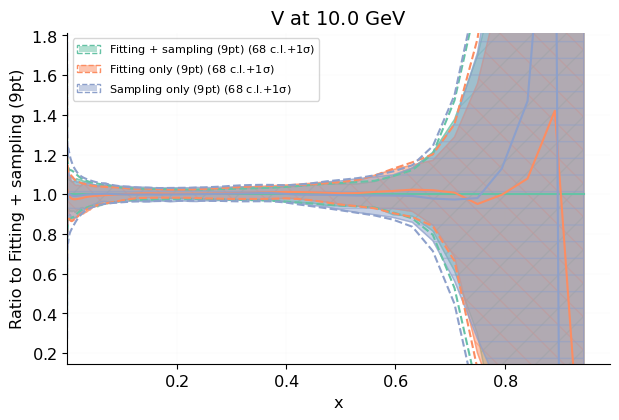 V at 10.0 GeV
Fitting + sampling (9pt) (68 c.l.+1σ)
Fitting only (9pt) (68 c.l.+1σ)
Sampling only (9pt) (68 c.l.+1σ)
Ratio to Fitting + sampling (9pt)
1.8
1.6
1.4
1.2
1.0
0.8
0.6
0.4
0.2
0.2 0.4 0.6 0.8
x